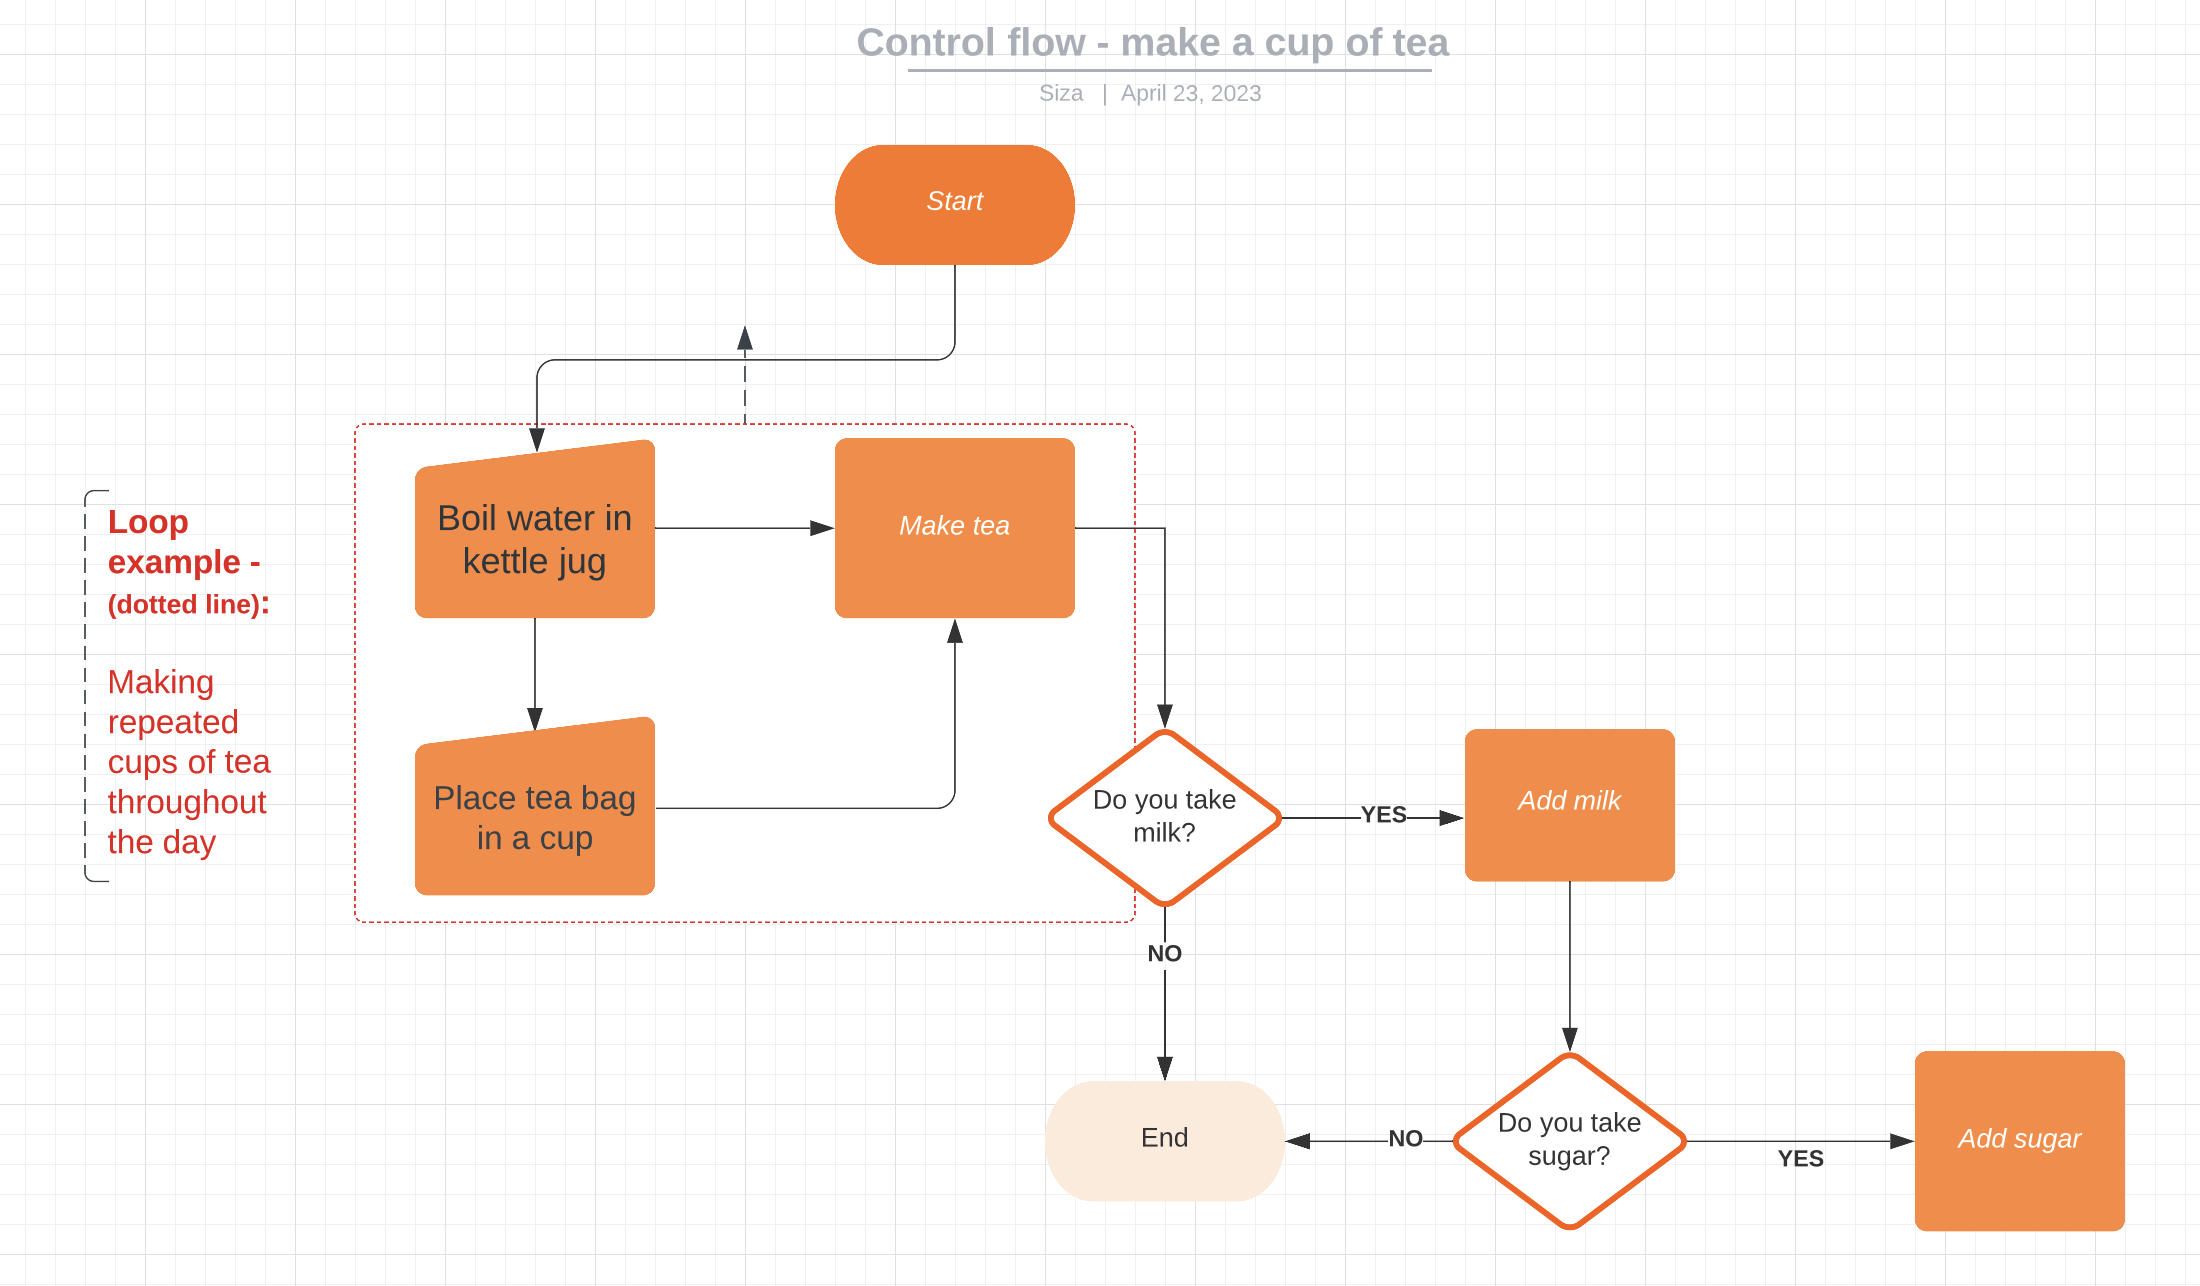 Control flow - make a cup of tea
Siza | April 23, 2023
Start
Loop
example -
(dotted line):
Making
repeated
cups of tea
throughout
the day
Boil water in
kettle jug
Make tea
Place tea bag
in a cup
Do you take
milk?
YES
Add milk
NO
End
NO
Do you take
sugar?
YES
Add sugar